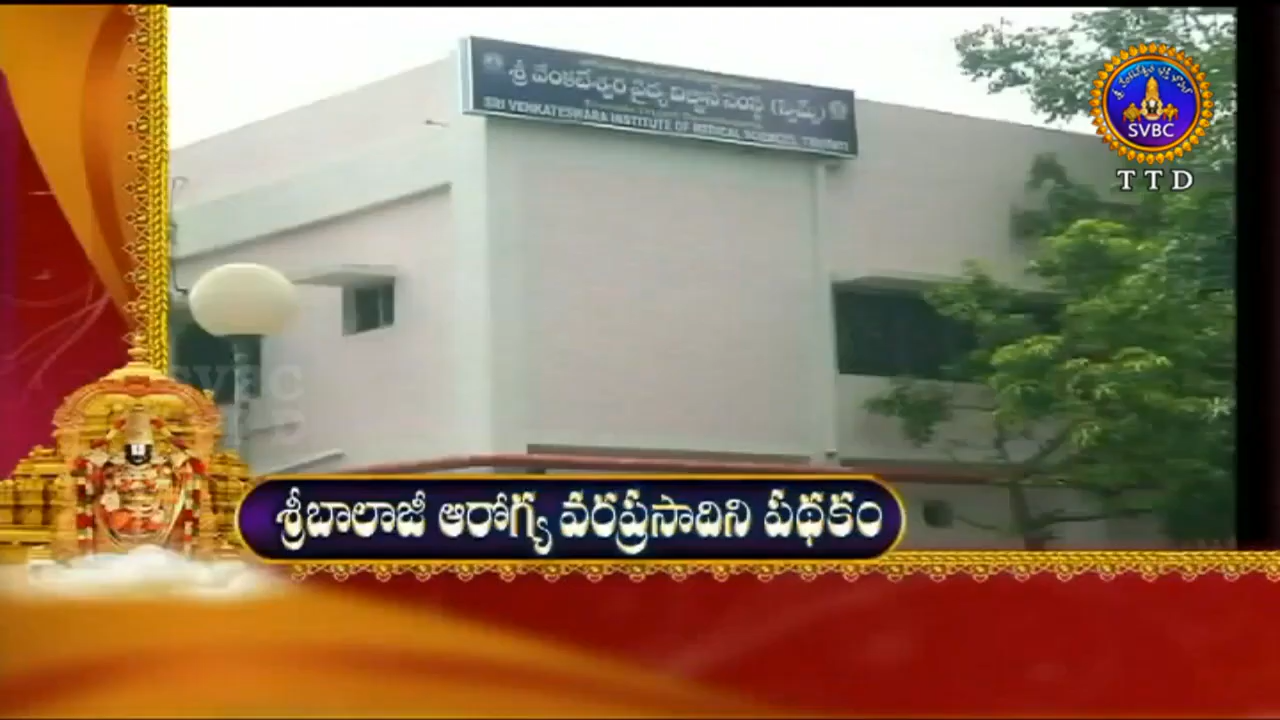 శ్రీ వేంకటేశ్వర వైద్య విజ్ఞాన సంస్థ (స్విమ్స్)
SRI VENKATESWARA INSTITUTE OF MEDICAL SCIENCES, TIRUPATI
SVBC
TTD
శ్రీబాలాజీ ఆరోగ్య వరప్రసాదిని పథకం